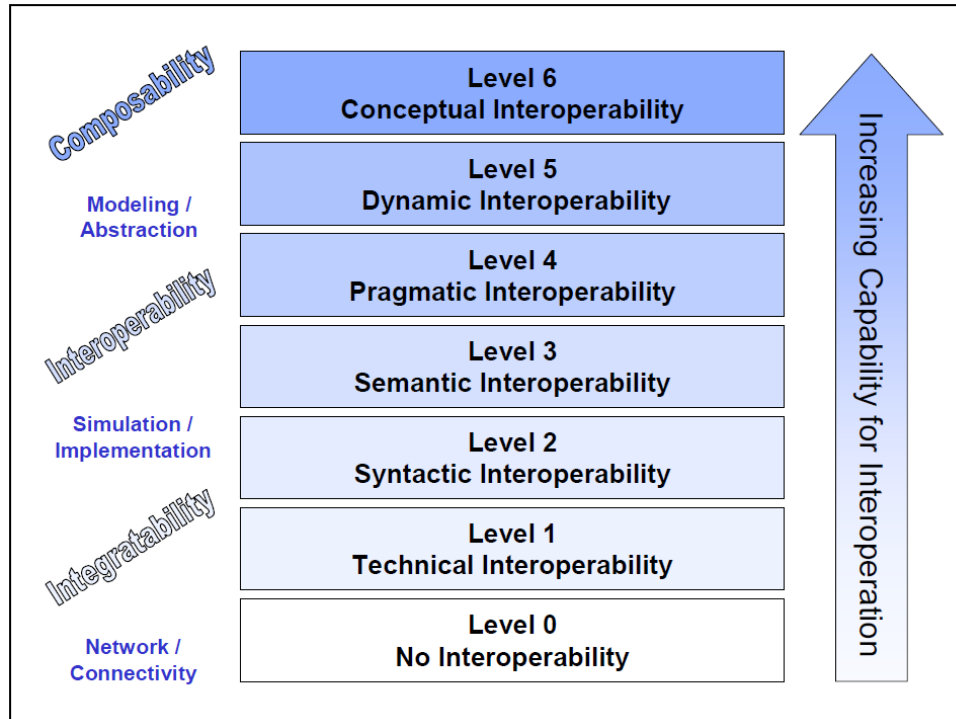 Composability
Level 6
Conceptual Interoperability
Level 5
Dynamic Interoperability
Modeling /
Abstraction
Level 4
Pragmatic Interoperability
Interoperability
Level 3
Semantic Interoperability
Simulation /
Implementation
Level 2
Syntactic Interoperability
Integratability
Level 1
Technical Interoperability
Network /
Connectivity
Level 0
No Interoperability
Increasing Capability for Interoperation